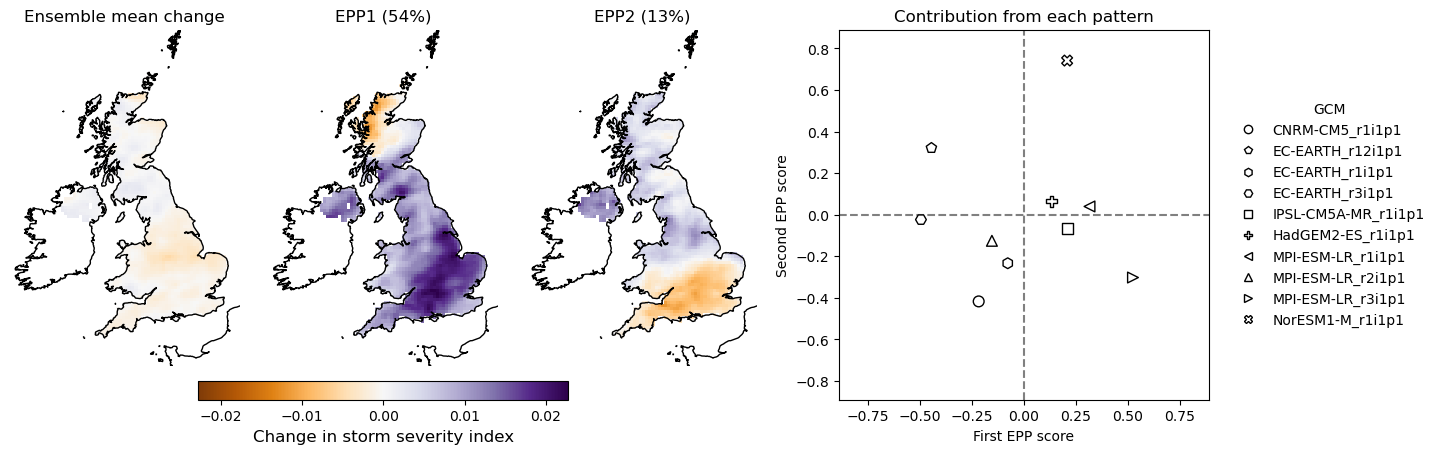 Ensemble mean change
EPP1 (54%)
EPP2 (13%)
−0.02 −0.01 0.00 0.01 0.02
Change in storm severity index
Contribution from each pattern
Second EPP score
0.8
0.6
0.4
0.2
0.0
−0.2
−0.4
−0.6
−0.8
−0.75 −0.50 −0.25 0.00 0.25 0.50 0.75
First EPP score
GCM
CNRM-CM5_r1i1p1
EC-EARTH_r12i1p1
EC-EARTH_r1i1p1
EC-EARTH_r3i1p1
IPSL-CM5A-MR_r1i1p1
HadGEM2-ES_r1i1p1
MPI-ESM-LR_r1i1p1
MPI-ESM-LR_r2i1p1
MPI-ESM-LR_r3i1p1
NorESM1-M_r1i1p1